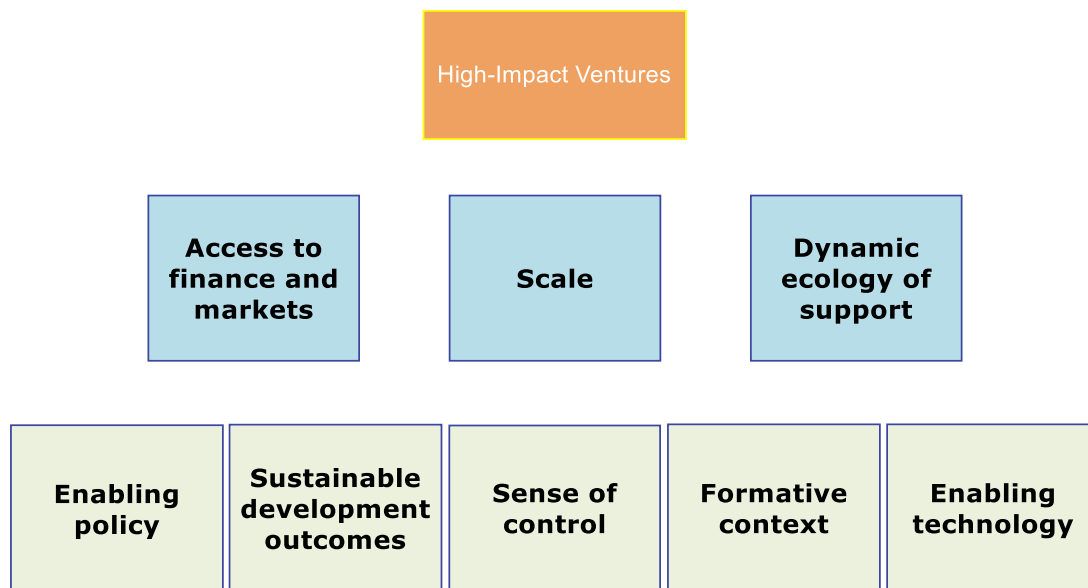 High-Impact Ventures
Access to
finance and
markets
Scale
Dynamic
ecology of
support
Enabling
policy
Sustainable
development
outcomes
Sense of
control
Formative
context
Enabling
technology